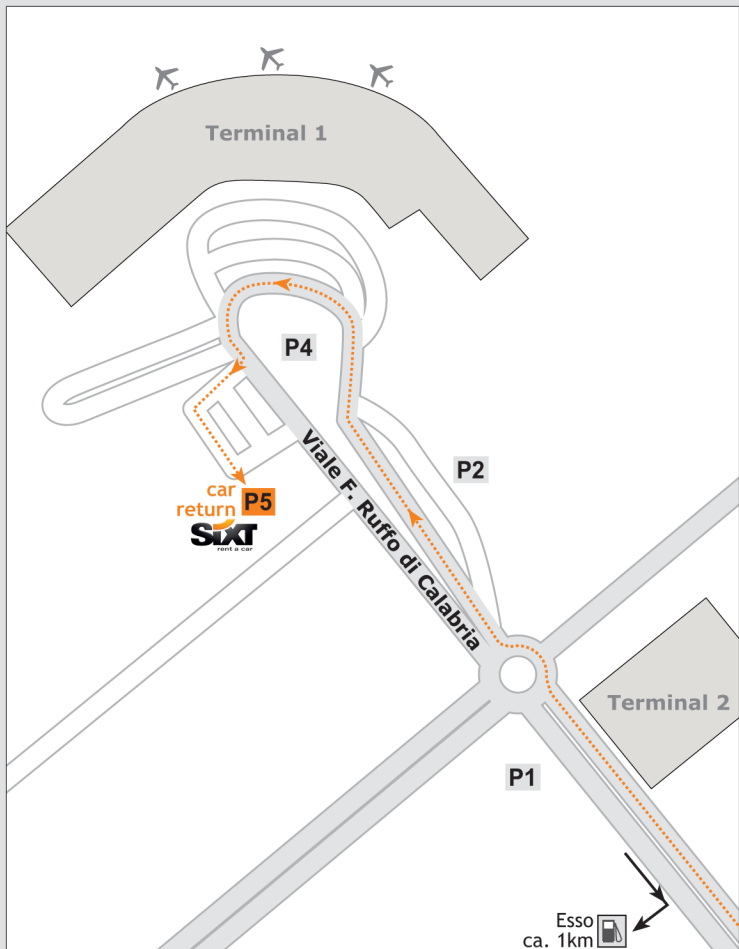 Terminal 1
P4
Viale F. Ruffo di Calabria
P2
car
return
P5
SIXT
rent a car
Terminal 2
P1
Esso
ca. 1km